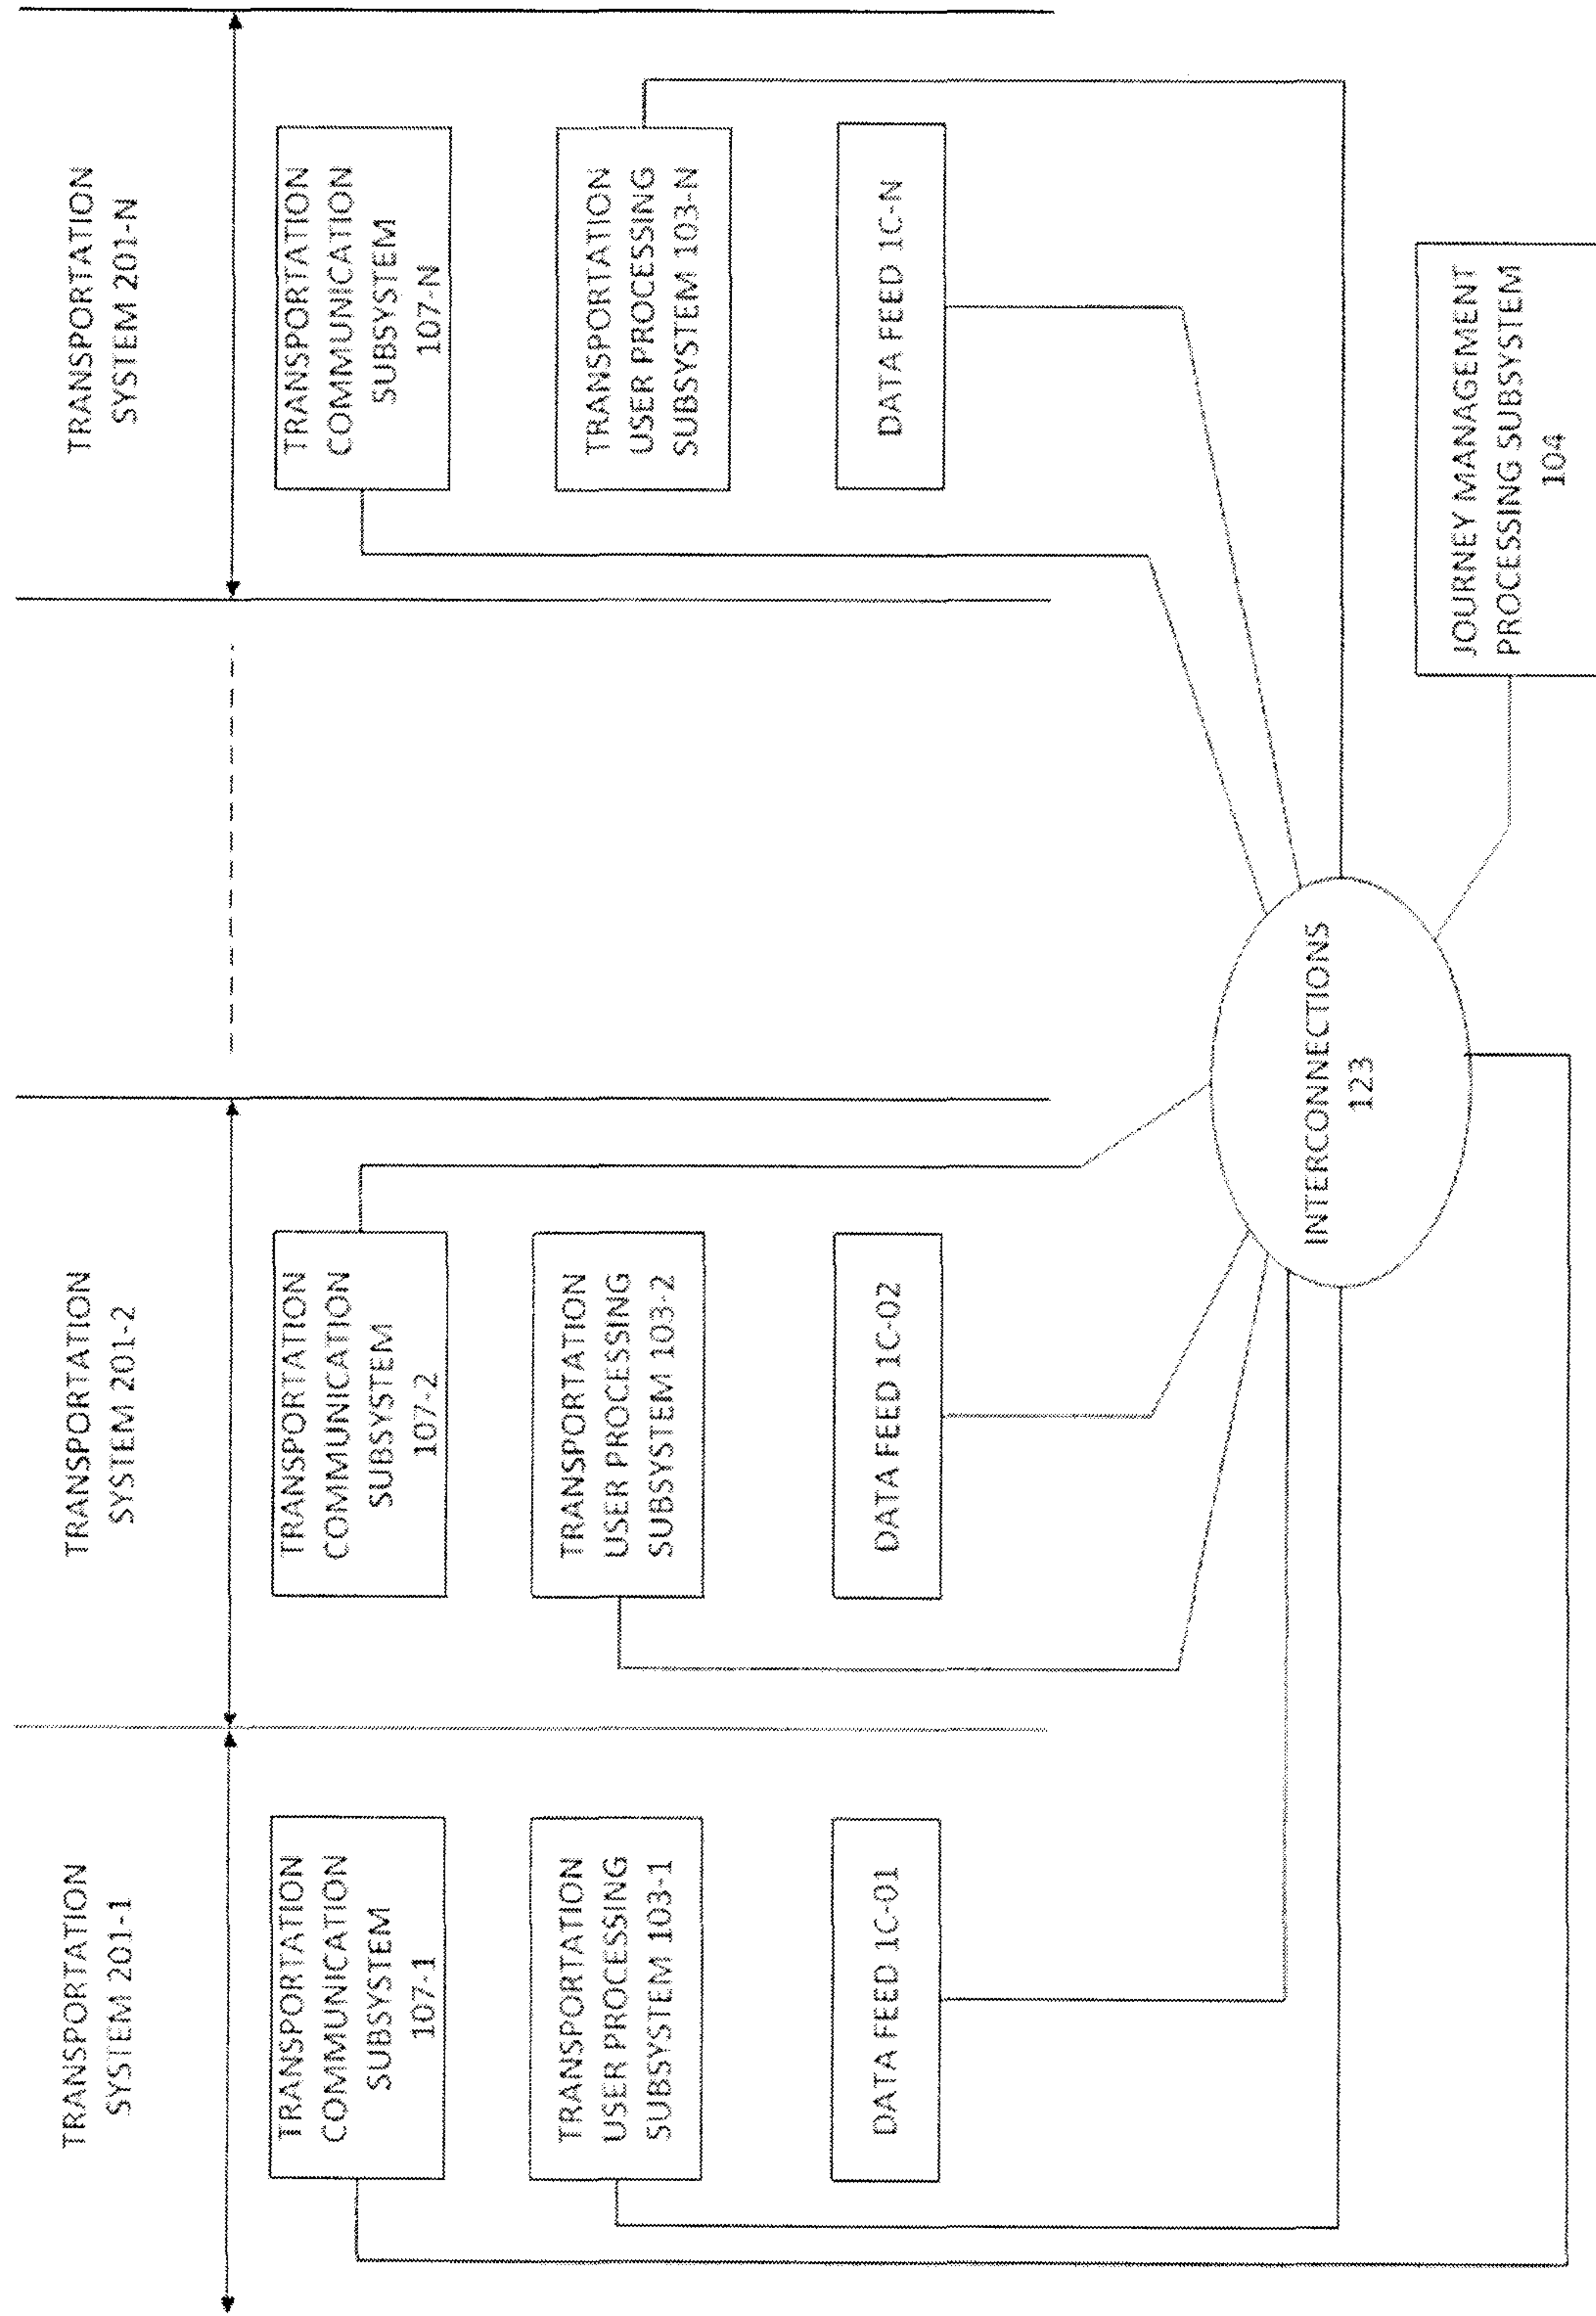 TRANSPORTATION
SYSTEM 201-1
TRANSPORTATION
COMMUNICATION
SUBSYSTEM
107-1
TRANSPORTATION
USER PROCESSING
SUBSYSTEM 103-1
DATA FEED 1C-01
TRANSPORTATION
SYSTEM 201-2
TRANSPORTATION
COMMUNICATION
SUBSYSTEM
107-2
TRANSPORTATION
USER PROCESSING
SUBSYSTEM 103-2
DATA FEED 1C-02
TRANSPORTATION
SYSTEM 201-N
TRANSPORTATION
COMMUNICATION
SUBSYSTEM
107-N
TRANSPORTATION
USER PROCESSING
SUBSYSTEM 103-N
DATA FEED 1C-N
INTERCONNECTIONS
123
JOURNEY MANAGEMENT
PROCESSING SUBSYSTEM
104